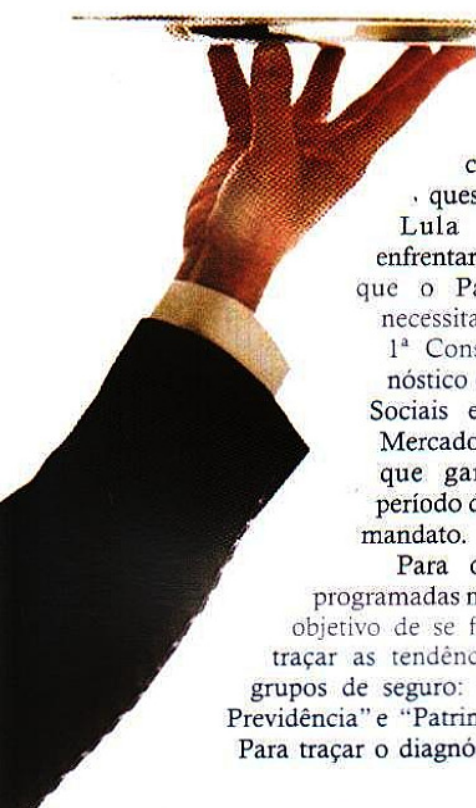 c
ques
Lula
enfrentar
que o Pa
necessita
1ª Cons
nóstico
Sociais e
Mercado
que gar
período d
mandato.
Para o
programadas n
objetivo de se f
traçar as tendênc
grupos de seguro:
Previdência” e “Patrin
Para traçar o diagnó